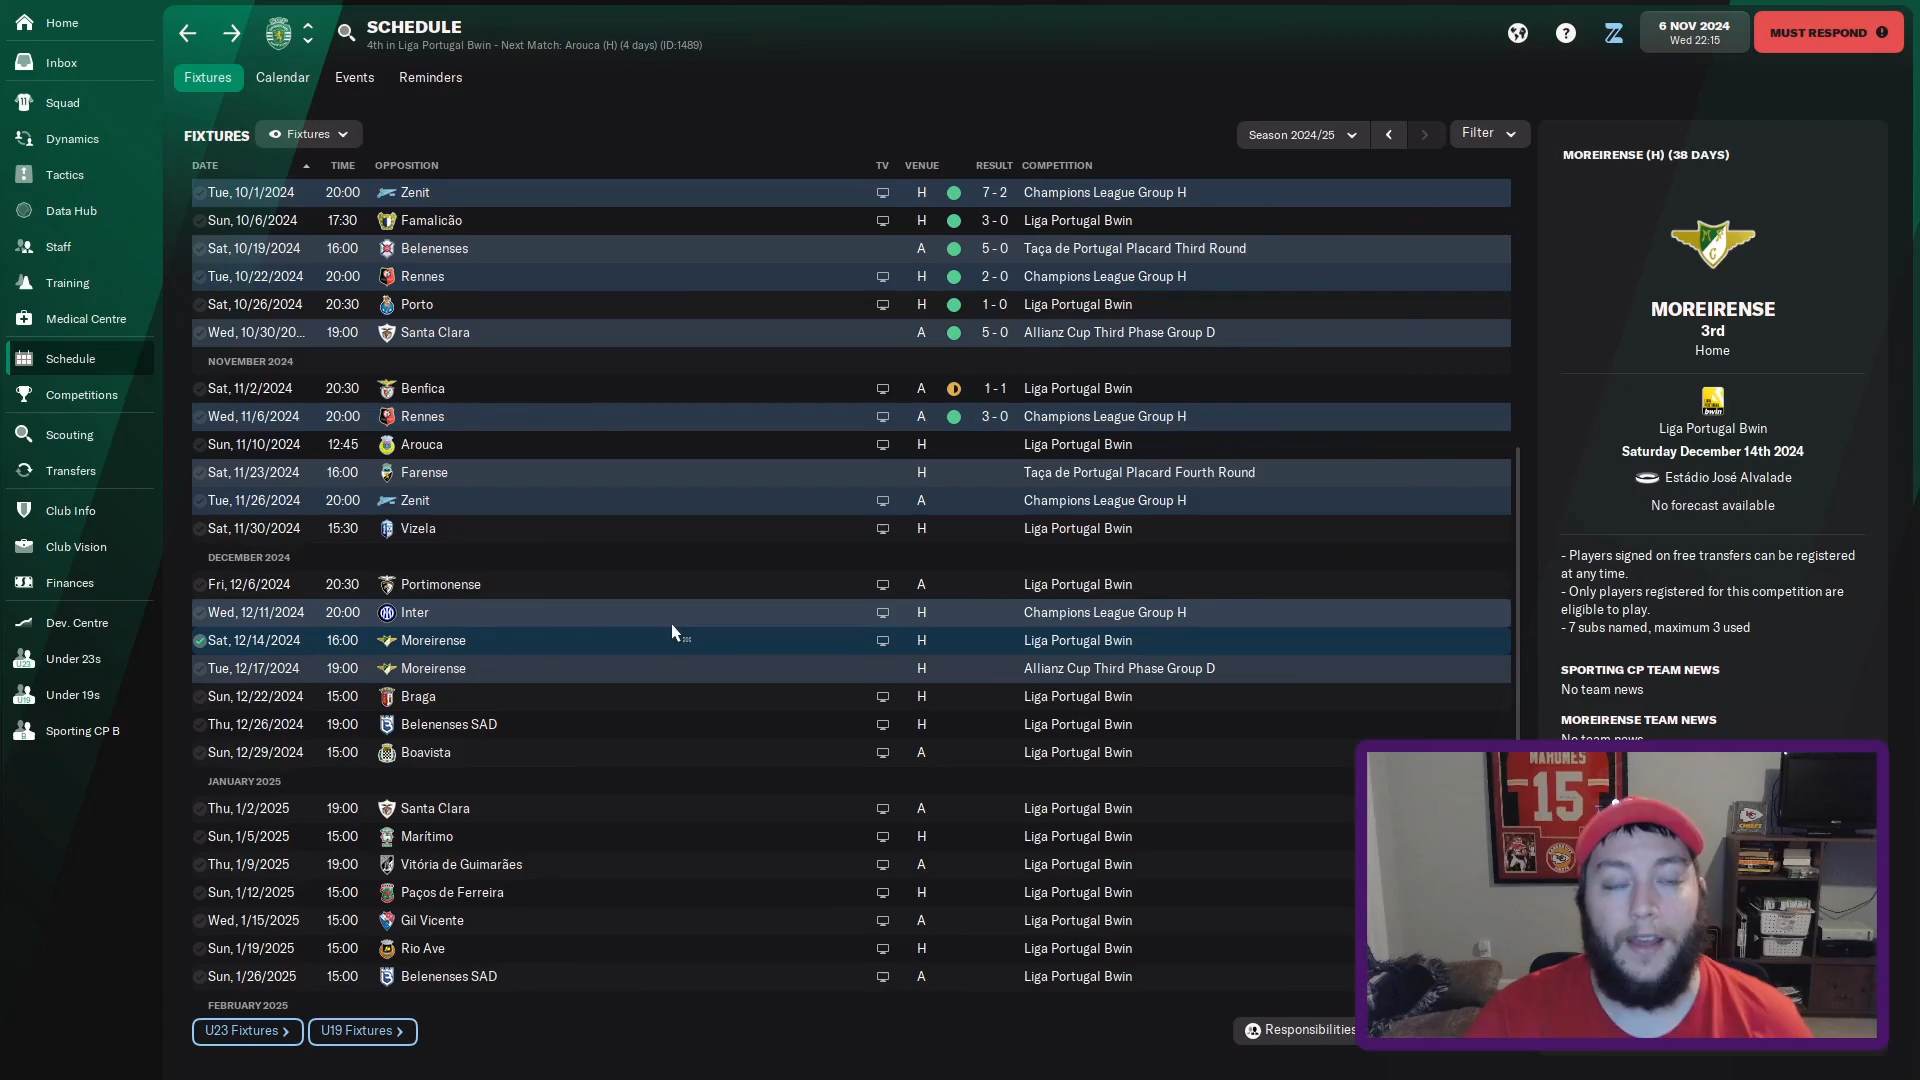 Home
Inbox
Squad
Dynamics
Tactics
Data Hub
Staff
Training
Medical Centre
Schedule
Competitions
Scouting
Transfers
Club Info
Club Vision
Finances
Dev. Centre
Under 23s
Under 19s
Sporting CP B
SCHEDULE
4th in Liga Portugal Bwin - Next Match: Arouca (H) (4 days) (ID:1489)
6 NOV 2024
Wed 22:15
MUST RESPOND
Fixtures Calendar Events Reminders
FIXTURES Fixtures Season 2024/25 Filter
DATE TIME OPPOSITION TV VENUE RESULT COMPETITION
Tue, 10/1/2024 20:00 Zenit H 7 - 2 Champions League Group H
Sun, 10/6/2024 17:30 Famalicão H 3 - 0 Liga Portugal Bwin
Sat, 10/19/2024 16:00 Belenenses A 5 - 0 Taça de Portugal Placard Third Round
Tue, 10/22/2024 20:00 Rennes H 2 - 0 Champions League Group H
Sat, 10/26/2024 20:30 Porto H 1 - 0 Liga Portugal Bwin
Wed, 10/30/20... 19:00 Santa Clara A 5 - 0 Allianz Cup Third Phase Group D
NOVEMBER 2024
Sat, 11/2/2024 20:30 Benfica A 1 - 1 Liga Portugal Bwin
Wed, 11/6/2024 20:00 Rennes A 3 - 0 Champions League Group H
Sun, 11/10/2024 12:45 Arouca H Liga Portugal Bwin
Sat, 11/23/2024 16:00 Farense H Taça de Portugal Placard Fourth Round
Tue, 11/26/2024 20:00 Zenit A Champions League Group H
Sat, 11/30/2024 15:30 Vizela H Liga Portugal Bwin
DECEMBER 2024
Fri, 12/6/2024 20:30 Portimonense A Liga Portugal Bwin
Wed, 12/11/2024 20:00 Inter H Champions League Group H
Sat, 12/14/2024 16:00 Moreirense H Liga Portugal Bwin
Tue, 12/17/2024 19:00 Moreirense H Allianz Cup Third Phase Group D
Sun, 12/22/2024 15:00 Braga H Liga Portugal Bwin
Thu, 12/26/2024 19:00 Belenenses SAD H Liga Portugal Bwin
Sun, 12/29/2024 15:00 Boavista A Liga Portugal Bwin
JANUARY 2025
Thu, 1/2/2025 19:00 Santa Clara A Liga Portugal Bwin
Sun, 1/5/2025 15:00 Marítimo H Liga Portugal Bwin
Thu, 1/9/2025 19:00 Vitória de Guimarães A Liga Portugal Bwin
Sun, 1/12/2025 15:00 Paços de Ferreira H Liga Portugal Bwin
Wed, 1/15/2025 15:00 Gil Vicente A Liga Portugal Bwin
Sun, 1/19/2025 15:00 Rio Ave H Liga Portugal Bwin
Sun, 1/26/2025 15:00 Belenenses SAD A Liga Portugal Bwin
FEBRUARY 2025
U23 Fixtures U19 Fixtures Responsibilities
MOREIRENSE (H) (38 DAYS)
MOREIRENSE
3rd
Home
bwin
Liga Portugal Bwin
Saturday December 14th 2024
Estádio José Alvalade
No forecast available
- Players signed on free transfers can be registered
at any time.
- Only players registered for this competition are
eligible to play.
- 7 subs named, maximum 3 used
SPORTING CP TEAM NEWS
No team news
MOREIRENSE TEAM NEWS
No team news
MAHOMES
15